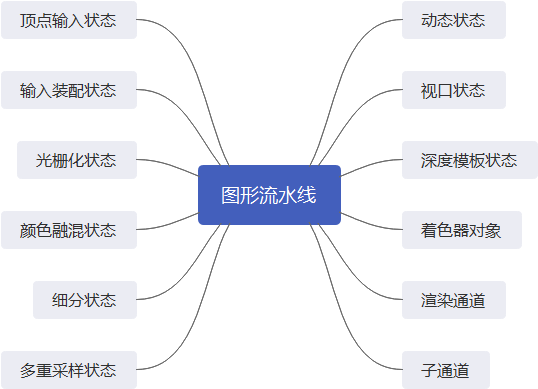 顶点输入状态
输入装配状态
光栅化状态
颜色融混状态
细分状态
多重采样状态
图形流水线
动态状态
视口状态
深度模板状态
着色器对象
渲染通道
子通道